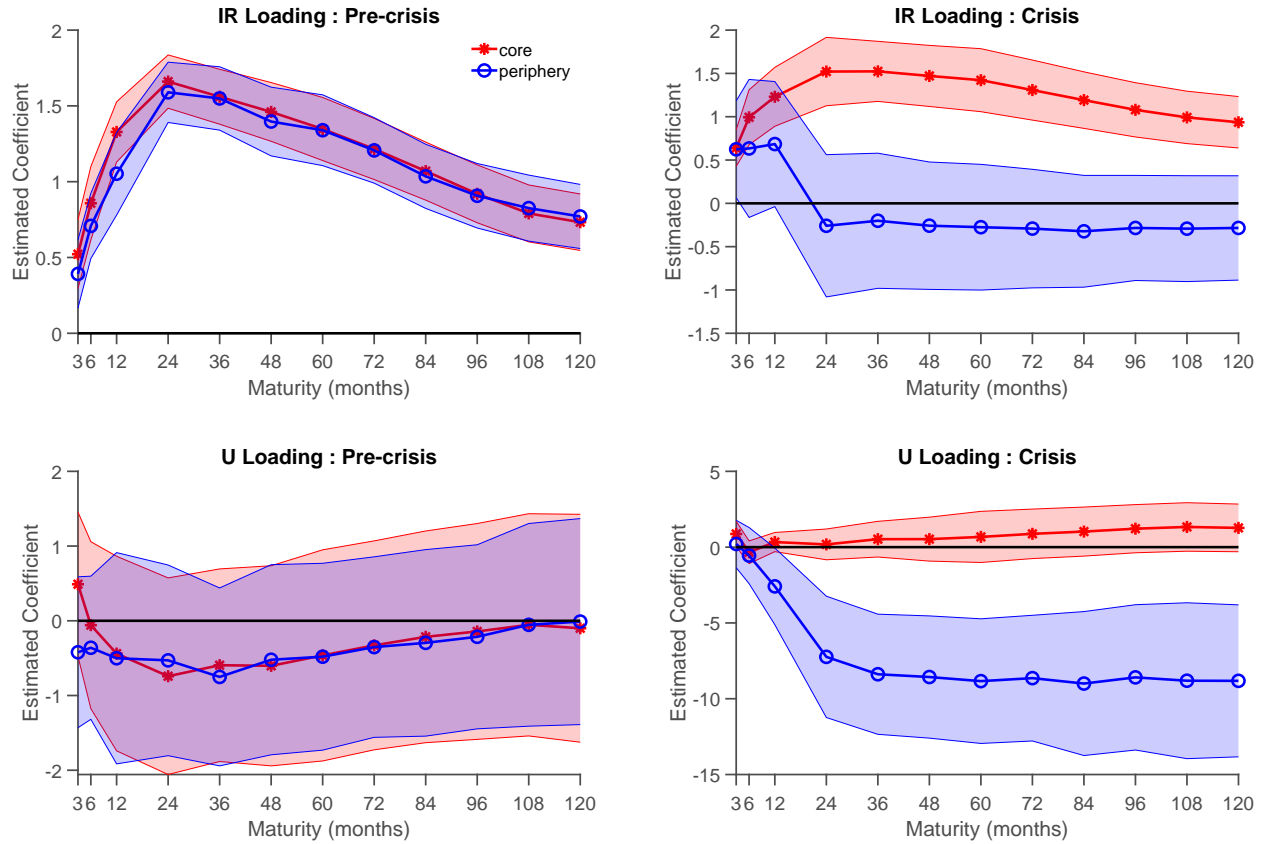 IR Loading : Pre-crisis
2
1.5
1
0.5
0
Estimated Coefficient
core
periphery
3 6 12 24 36 48 60 72 84 96 108 120
Maturity (months)
IR Loading : Crisis
2
1.5
1
0.5
0
-0.5
-1
-1.5
Estimated Coefficient
3 6 12 24 36 48 60 72 84 96 108 120
Maturity (months)
U Loading : Pre-crisis
2
1
0
-1
-2
Estimated Coefficient
3 6 12 24 36 48 60 72 84 96 108 120
Maturity (months)
U Loading : Crisis
5
0
-5
-10
-15
Estimated Coefficient
3 6 12 24 36 48 60 72 84 96 108 120
Maturity (months)